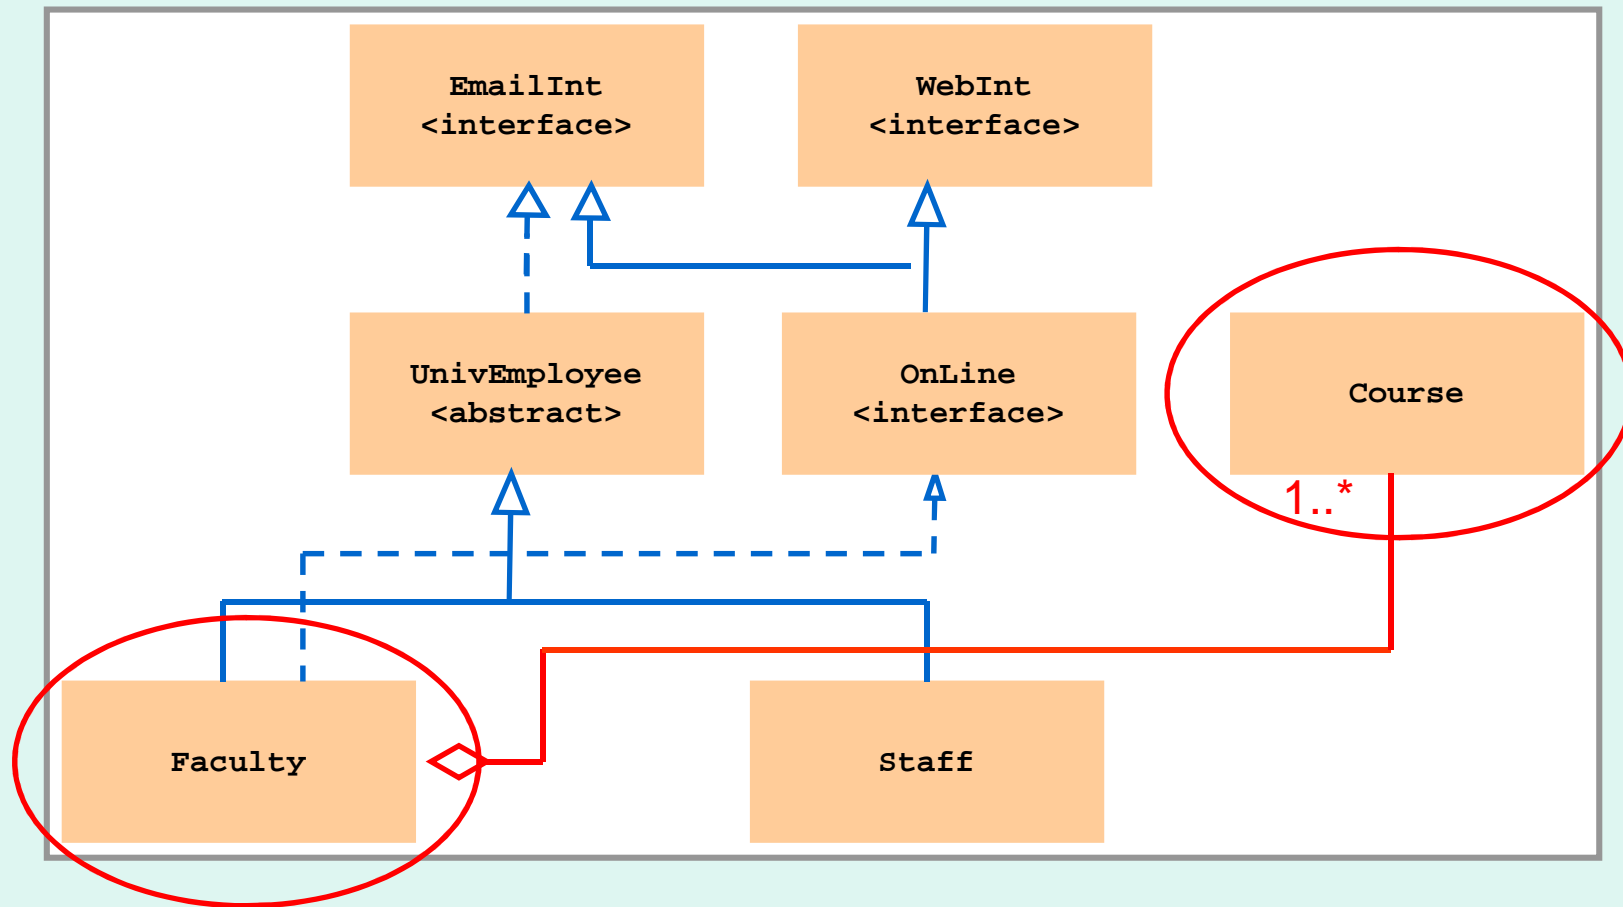 EmailInt
<interface>
WebInt
<interface>
UnivEmployee
<abstract>
OnLine
<interface>
Course
1..*
Faculty
Staff